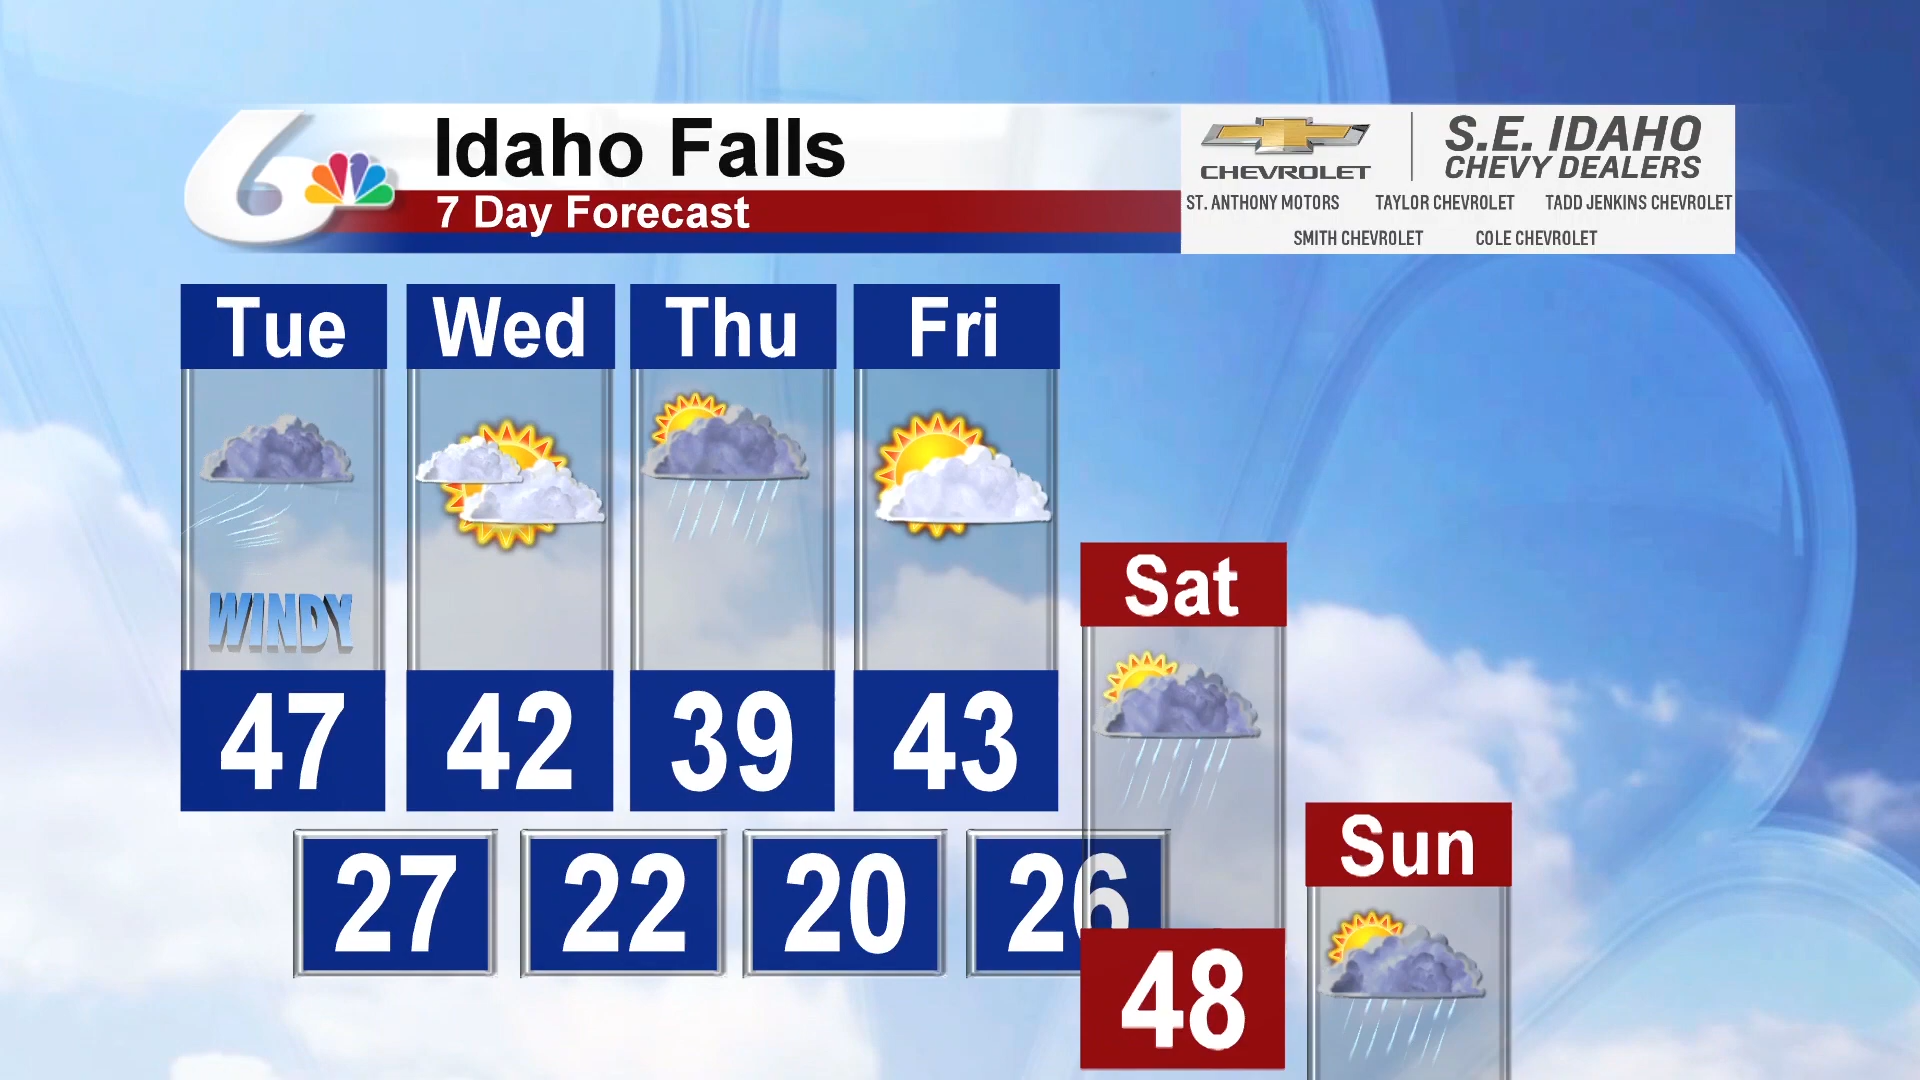 6
Idaho Falls
7 Day Forecast
CHEVROLET
S.E. IDAHO
CHEVY DEALERS
ST. ANTHONY MOTORS TAYLOR CHEVROLET TADD JENKINS CHEVROLET
SMITH CHEVROLET COLE CHEVROLET
Tue Wed Thu Fri
WINDY
47 42 39 43
27 22 20 26
Sat
48
Sun